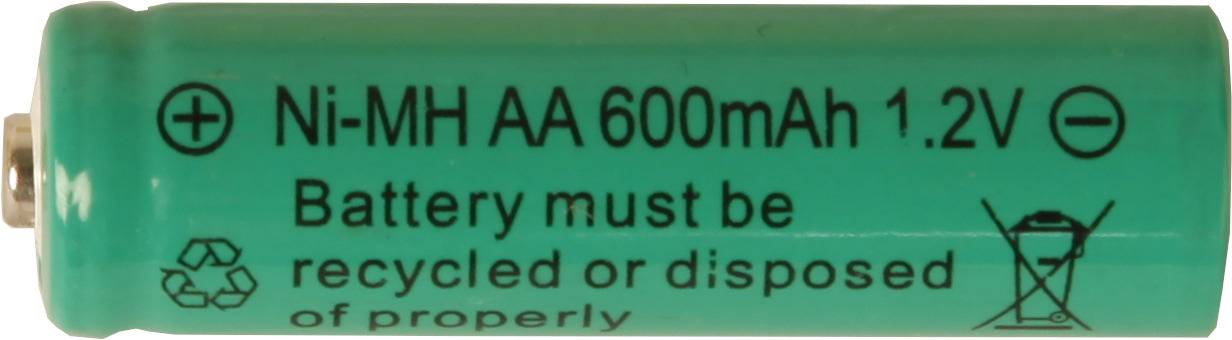 ⊕ Ni-MH AA 600mAh 1.2V ⊖
Battery must be
recycled or disposed
of properly